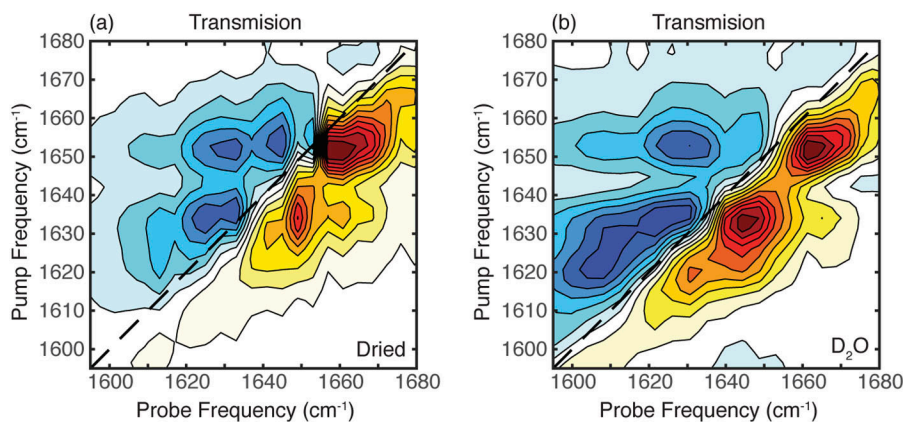 (a) Transmision
1680
1670
1660
1650
1640
1630
1620
1610
1600
Pump Frequency (cm-1)
Dried
1600 1620 1640 1660 1680
Probe Frequency (cm-1)
(b) Transmision
1680
1670
1660
1650
1640
1630
1620
1610
1600
Pump Frequency (cm-1)
D2O
1600 1620 1640 1660 1680
Probe Frequency (cm-1)